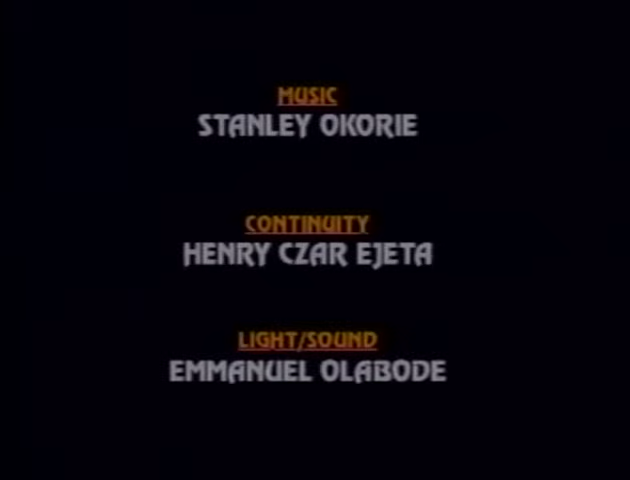 MUSIC
STANLEY OKORIE
CONTINUITY
HENRY CZAR EJETA
LIGHT/SOUND
EMMANUEL OLABODE